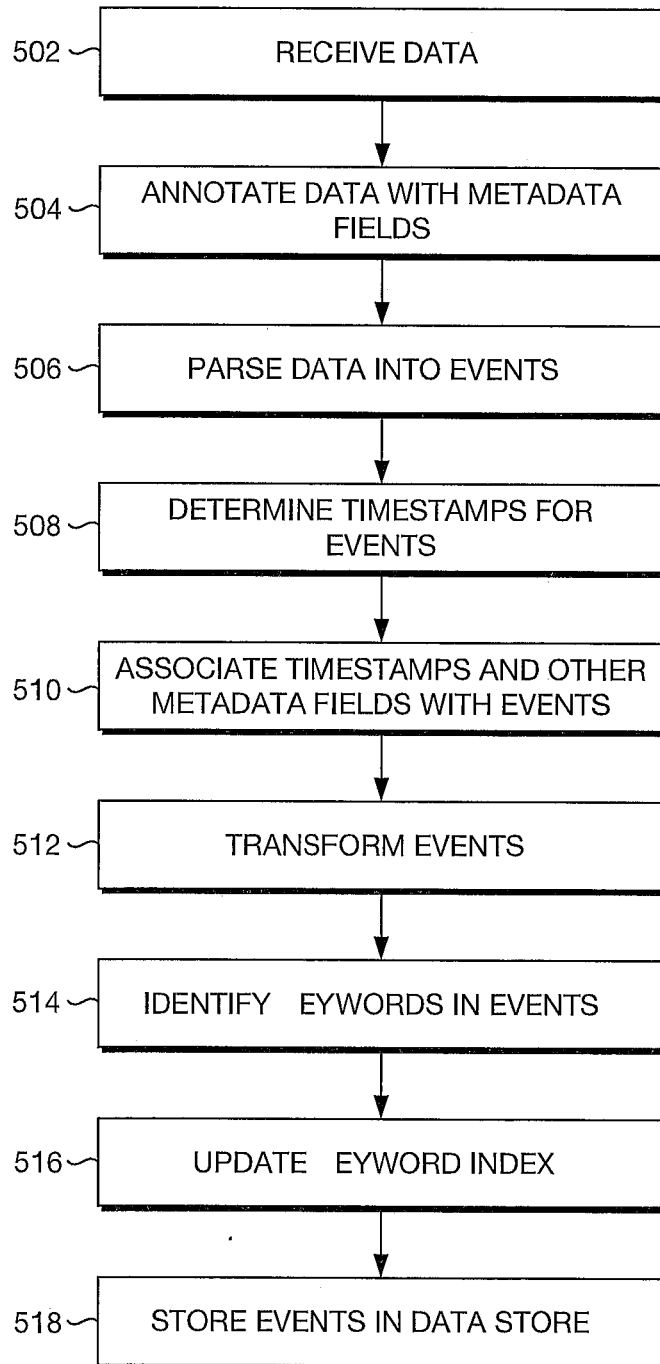 502 RECEIVE DATA
504 ANNOTATE DATA WITH METADATA
FIELDS
506 PARSE DATA INTO EVENTS
508 DETERMINE TIMESTAMPS FOR
EVENTS
510 ASSOCIATE TIMESTAMPS AND OTHER
METADATA FIELDS WITH EVENTS
512 TRANSFORM EVENTS
514 IDENTIFY EYWORDS IN EVENTS
516 UPDATE EYWORD INDEX
518 STORE EVENTS IN DATA STORE